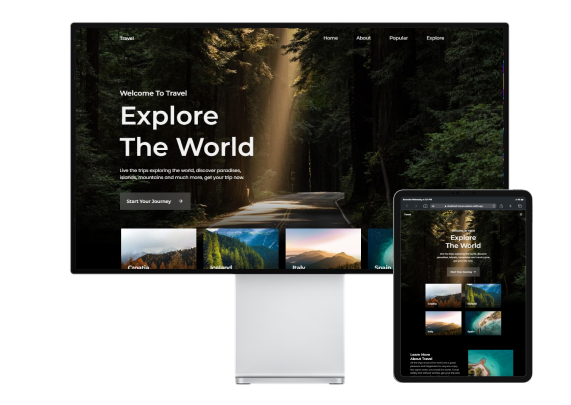 Travel
Home
About
Popular
Explore
Welcome To Travel
Explore
The World
Live the trips exploring the world, discover paradises,
islands, mountains and much more, get your trip now.
Start Your Journey
Croatia
Iceland
Italy
Spain
Travel
Explore
The World
Start Your Journey
Learn More
About Travel